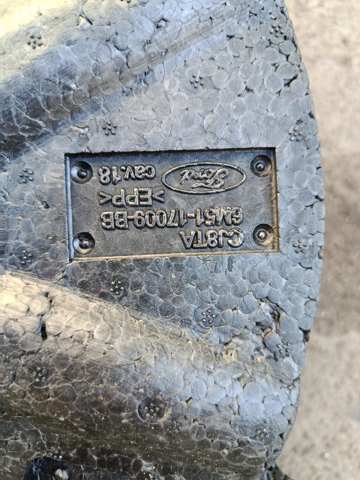 CJ8TA
6M51-17009-BB
>EPP<
cav.18
Ford